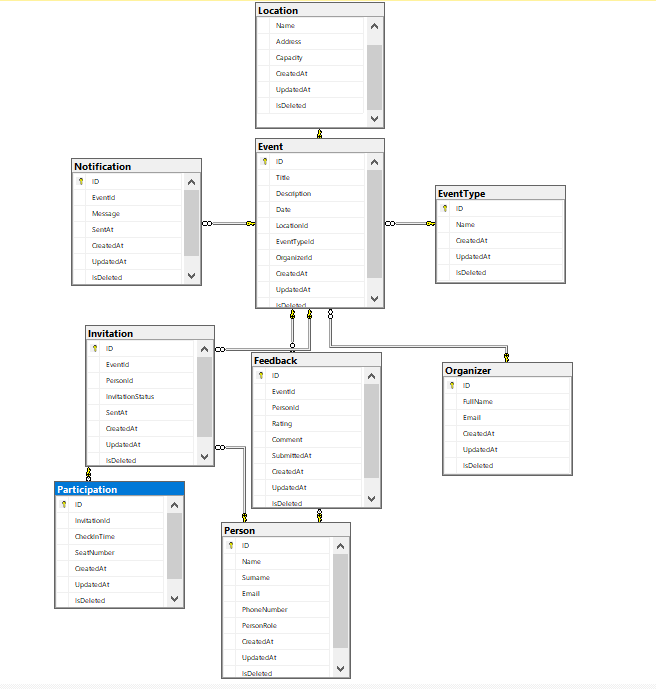 Location
Name
Address
Capacity
CreatedAt
UpdatedAt
IsDeleted
Event
ID
Title
Description
Date
LocationId
EventTypeId
OrganizerId
CreatedAt
UpdatedAt
IsDeleted
Notification
ID
EventId
Message
SentAt
CreatedAt
UpdatedAt
IsDeleted
EventType
ID
Name
CreatedAt
UpdatedAt
IsDeleted
Invitation
ID
EventId
PersonId
InvitationStatus
SentAt
CreatedAt
UpdatedAt
IsDeleted
Feedback
ID
EventId
PersonId
Rating
Comment
SubmittedAt
CreatedAt
UpdatedAt
IsDeleted
Organizer
ID
FullName
Email
CreatedAt
UpdatedAt
IsDeleted
Participation
ID
InvitationId
CheckInTime
SeatNumber
CreatedAt
UpdatedAt
IsDeleted
Person
ID
Name
Surname
Email
PhoneNumber
PersonRole
CreatedAt
UpdatedAt
IsDeleted